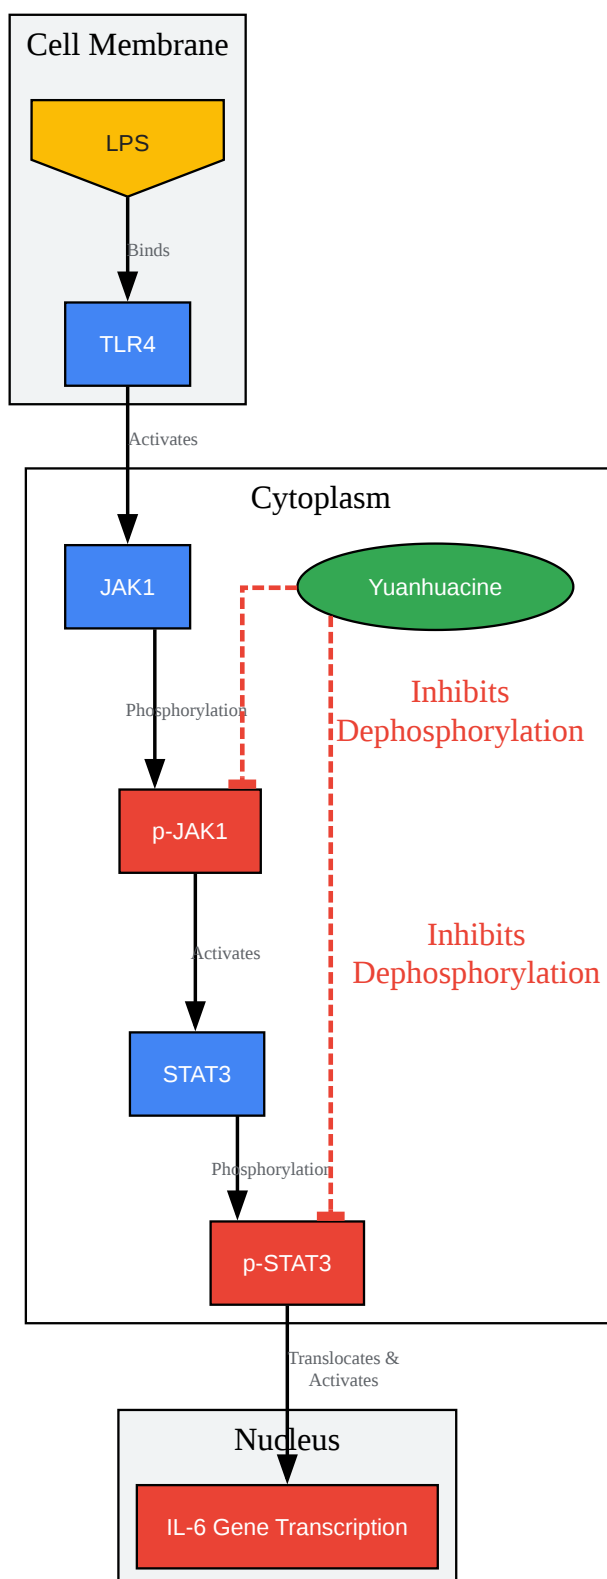 Cell Membrane
LPS
Binds
TLR4
Activates
Cytoplasm
JAK1
Yuanhuacine
Phosphorylation
Inhibits
Dephosphorylation
p-JAK1
Activates
Inhibits
Dephosphorylation
STAT3
Phosphorylation
p-STAT3
Translocates &
Activates
Nucleus
IL-6 Gene Transcription